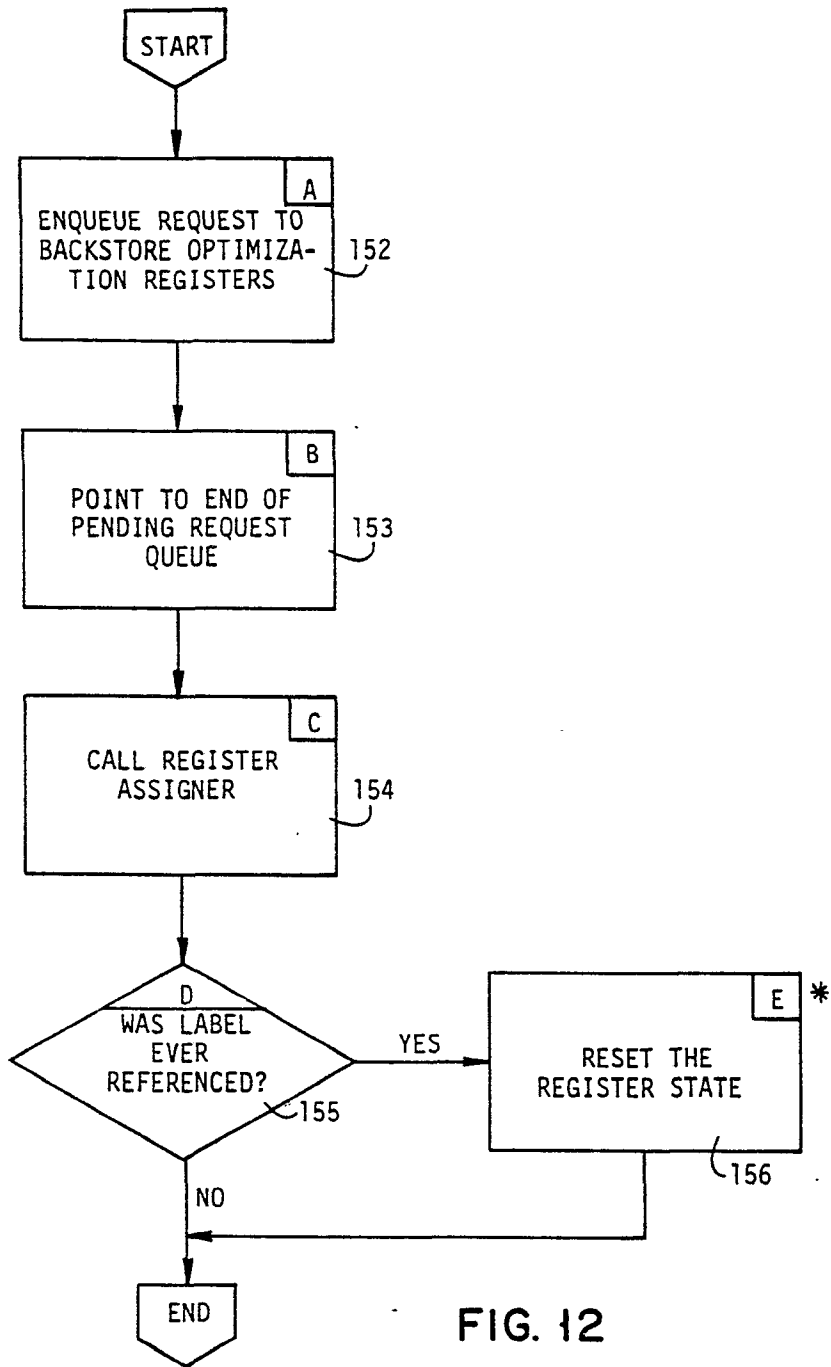 START
A
ENQUEUE REQUEST TO
BACKSTORE OPTIMIZA-
TION REGISTERS
152
B
POINT TO END OF
PENDING REQUEST
QUEUE
153
C
CALL REGISTER
ASSIGNER
154
D
WAS LABEL
EVER
REFERENCED?
155
YES
E *
RESET THE
REGISTER STATE
156
NO
END
FIG. 12